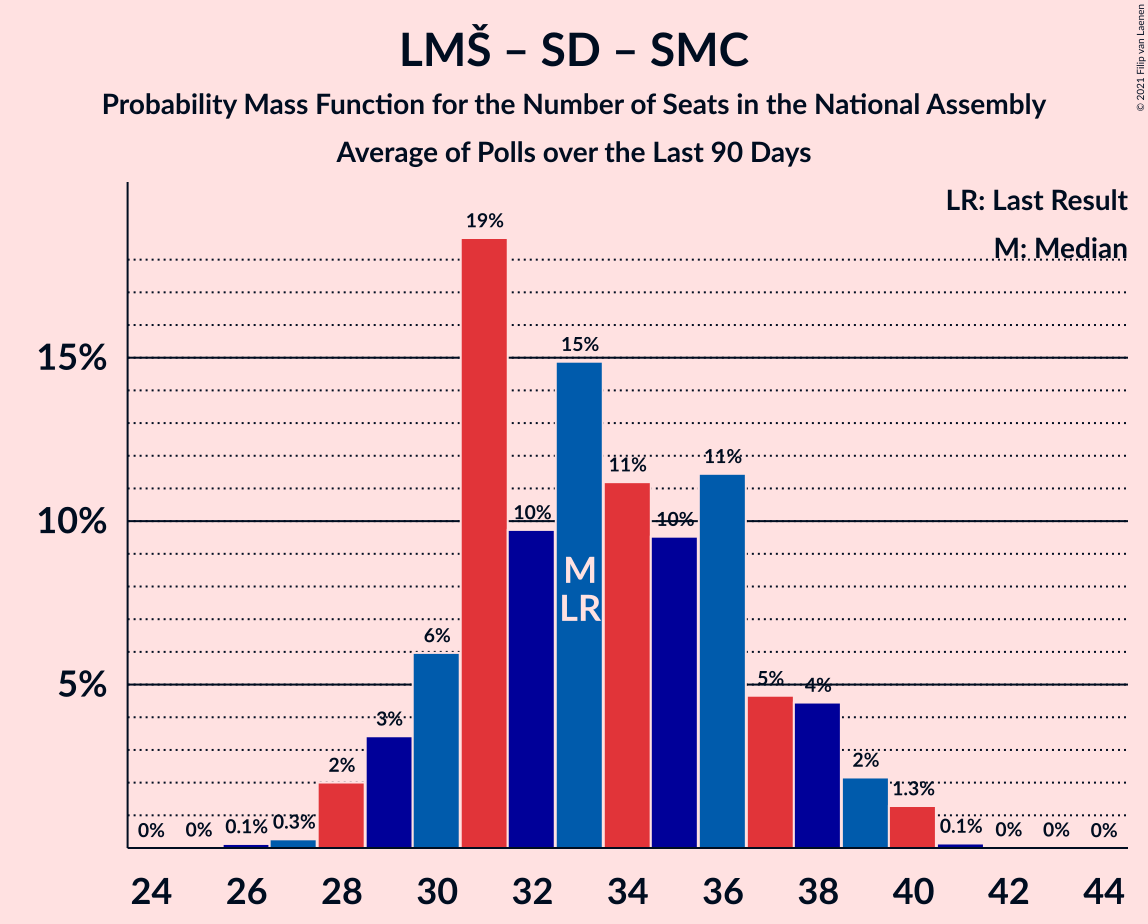 LMŠ – SD – SMC
Probability Mass Function for the Number of Seats in the National Assembly
Average of Polls over the Last 90 Days
© 2021 Filip van Laenen
LR: Last Result
M: Median
15%
10%
5%
0%
0%
0.1%
0.3%
2%
3%
6%
19%
10%
15%
11%
10%
11%
5%
4%
2%
1.3%
0.1%
0%
0%
0%
M
LR
24 26 28 30 32 34 36 38 40 42 44